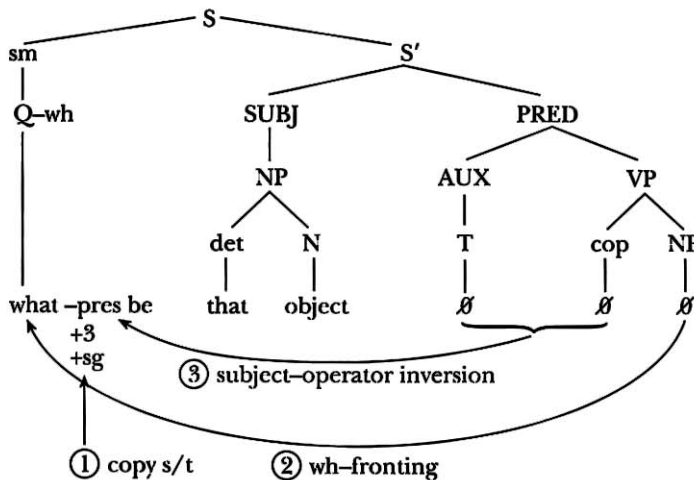 S
sm S′
Q–wh SUBJ PRED
NP AUX VP
det N T cop NP
what –pres be that object ∅ ∅ ∅
+3
+sg
③ subject–operator inversion
① copy s/t ② wh–fronting